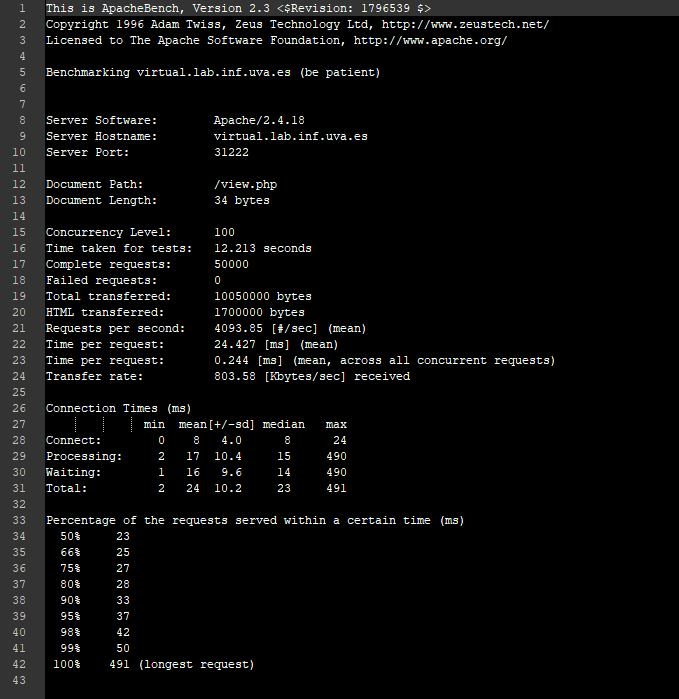 1 This is ApacheBench, Version 2.3 <$Revision: 1796539 $>
2 Copyright 1996 Adam Twiss, Zeus Technology Ltd, http://www.zeustech.net/
3 Licensed to The Apache Software Foundation, http://www.apache.org/
4
5 Benchmarking virtual.lab.inf.uva.es (be patient)
6
7
8 Server Software:        Apache/2.4.18
9 Server Hostname:        virtual.lab.inf.uva.es
10 Server Port:            31222
11
12 Document Path:          /view.php
13 Document Length:        34 bytes
14
15 Concurrency Level:      100
16 Time taken for tests:   12.213 seconds
17 Complete requests:      50000
18 Failed requests:        0
19 Total transferred:      10050000 bytes
20 HTML transferred:       1700000 bytes
21 Requests per second:    4093.85 [#/sec] (mean)
22 Time per request:       24.427 [ms] (mean)
23 Time per request:       0.244 [ms] (mean, across all concurrent requests)
24 Transfer rate:          803.58 [Kbytes/sec] received
25
26 Connection Times (ms)
27               min  mean[+/-sd] median   max
28 Connect:        0    8   4.0      8      24
29 Processing:     2   17  10.4     15     490
30 Waiting:        1   16   9.6     14     490
31 Total:          2   24  10.2     23     491
32
33 Percentage of the requests served within a certain time (ms)
34   50%     23
35   66%     25
36   75%     27
37   80%     28
38   90%     33
39   95%     37
40   98%     42
41   99%     50
42  100%    491 (longest request)
43